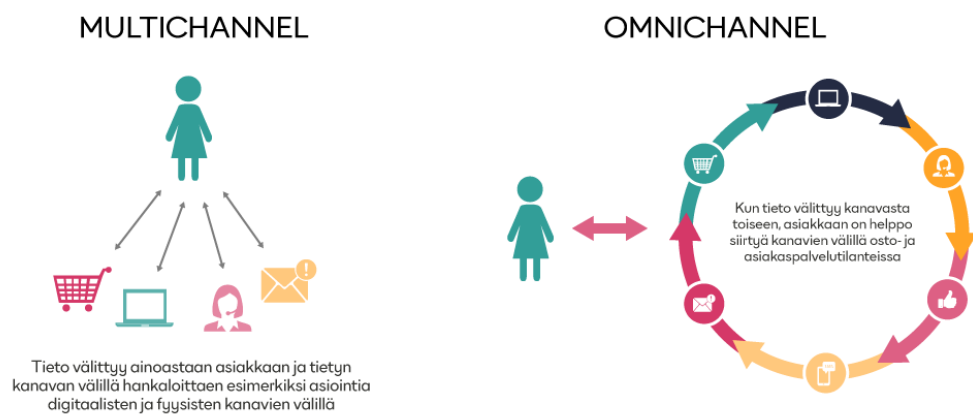 MULTICHANNEL
Tieto välittyy ainoastaan asiakkaan ja tietyn
kanavan välillä hankaloittaen esimerkiksi asiointia
digitaalisten ja fyysisten kanavien välillä
OMNICHANNEL
Kun tieto välittyy kanavasta
toiseen, asiakkaan on helppo
siirtyä kanavien välillä osto- ja
asiakaspalvelutilanteissa